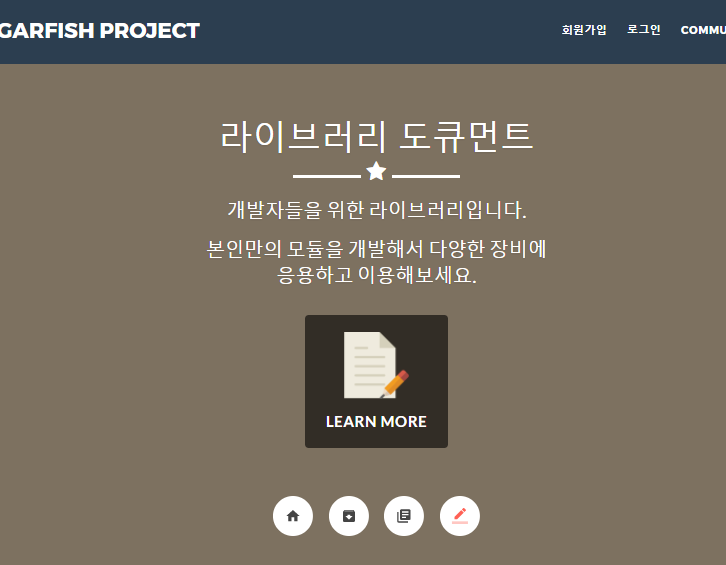 GARFISH PROJECT
회원가입 로그인 COMMU
라이브러리 도큐먼트
개발자들을 위한 라이브러리입니다.
본인만의 모듈을 개발해서 다양한 장비에
응용하고 이용해보세요.
LEARN MORE